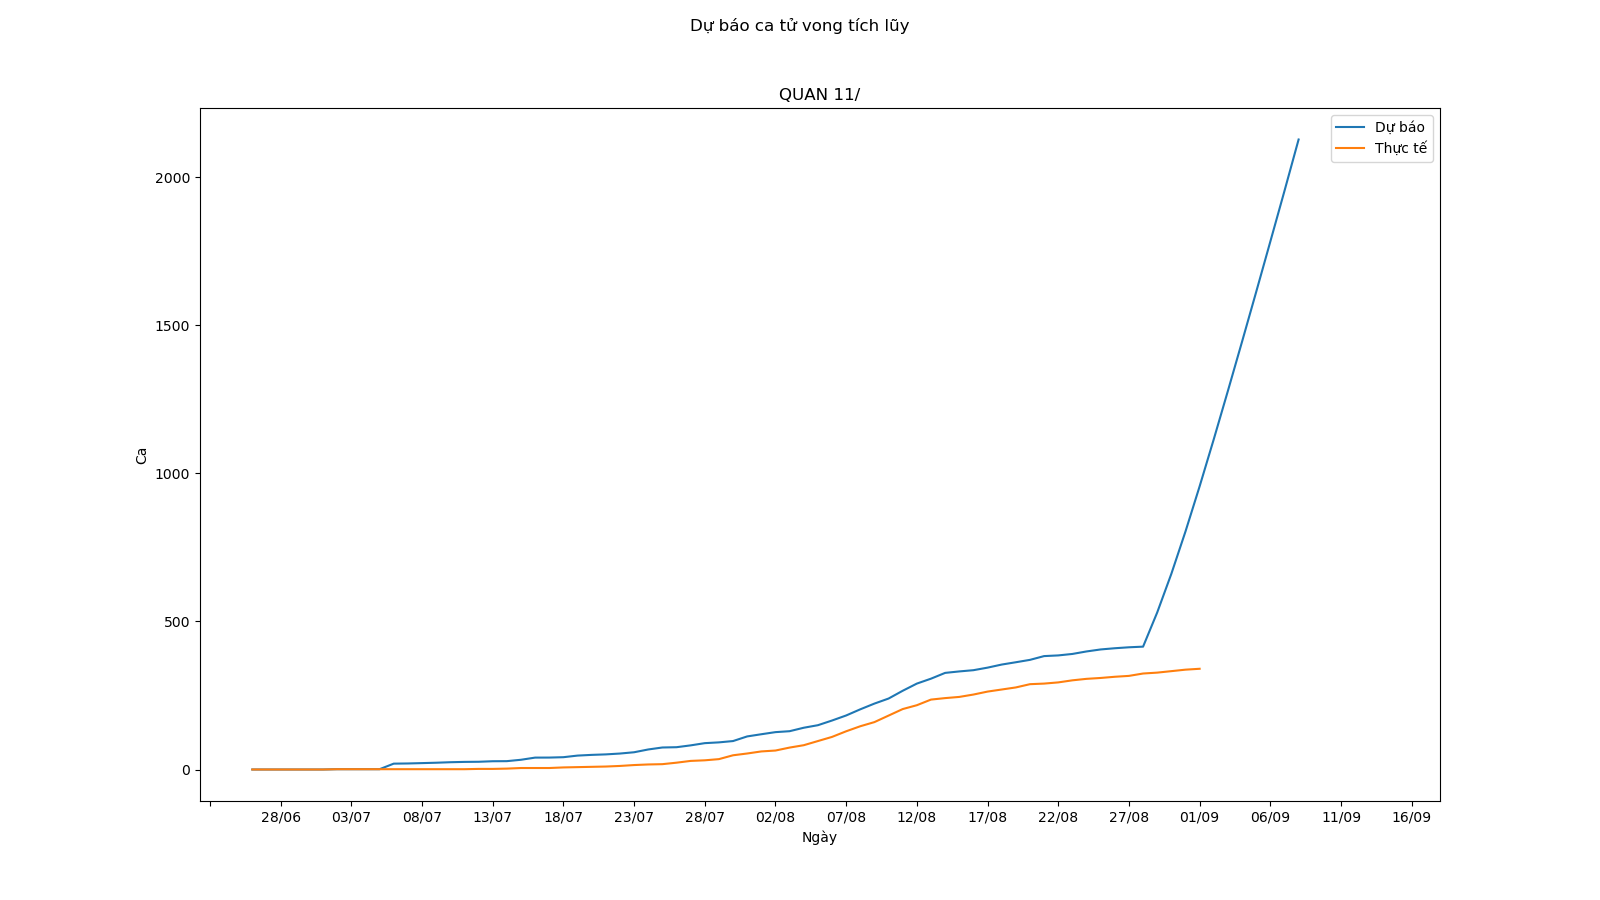 Dự báo ca tử vong tích lũy
QUAN 11/
Dự báo
Thực tế
2000
1500
1000
500
0
Ca
28/06 03/07 08/07 13/07 18/07 23/07 28/07 02/08 07/08 12/08 17/08 22/08 27/08 01/09 06/09 11/09 16/09
Ngày